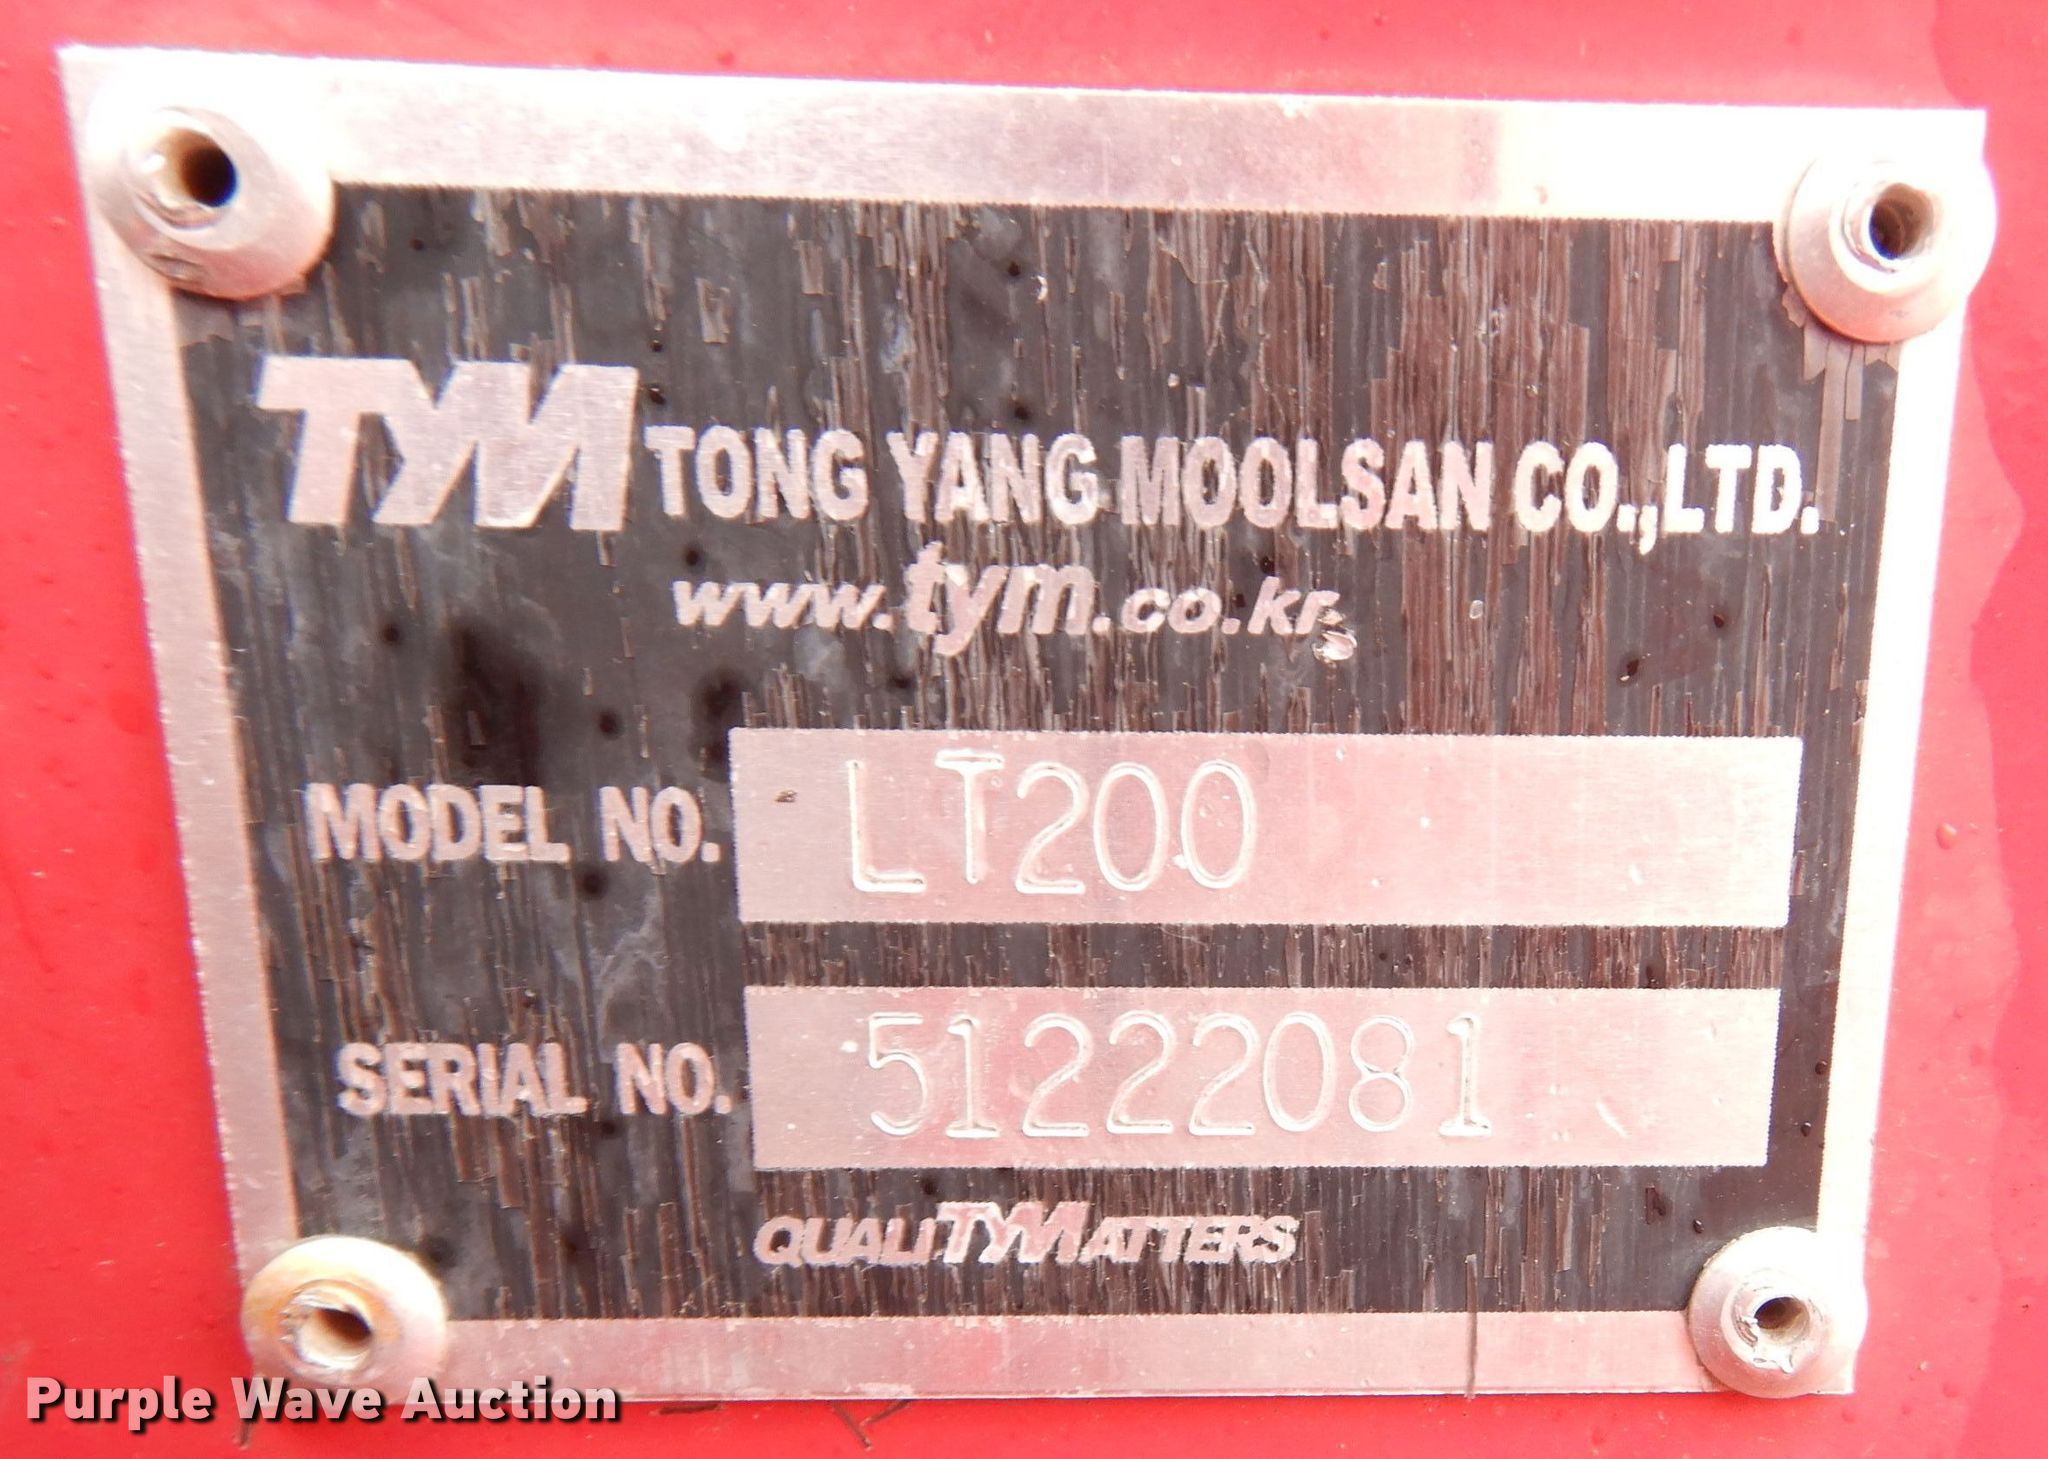 TYM TONG YANG MOOLSAN CO.,LTD.
www.tym.co.kr
MODEL NO. LT200
SERIAL NO. 51222081
QUALITYMATTERS
Purple Wave Auction